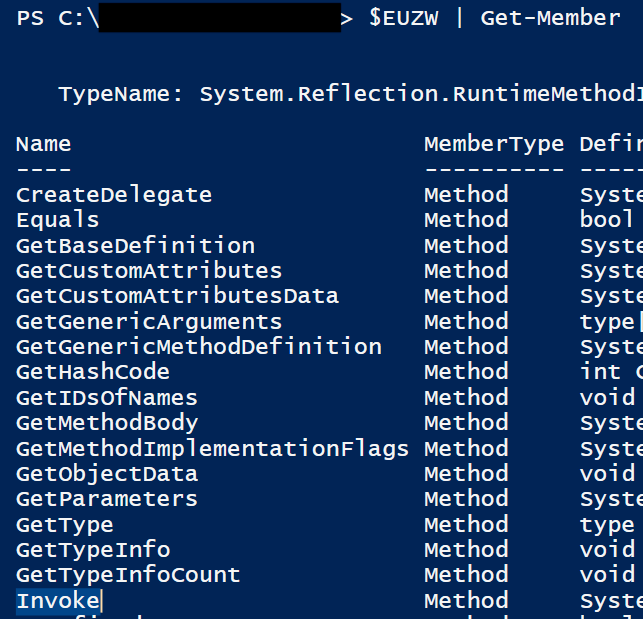 PS C:\ > $EUZW | Get-Member
TypeName: System.Reflection.RuntimeMethodI
Name MemberType Defin
---- ---------- -----
CreateDelegate Method Syste
Equals Method bool
GetBaseDefinition Method Syste
GetCustomAttributes Method Syste
GetCustomAttributesData Method Syste
GetGenericArguments Method type[
GetGenericMethodDefinition Method Syste
GetHashCode Method int G
GetIDsOfNames Method void
GetMethodBody Method Syste
GetMethodImplementationFlags Method Syste
GetObjectData Method void
GetParameters Method Syste
GetType Method type
GetTypeInfo Method void
GetTypeInfoCount Method void
Invoke Method Syste